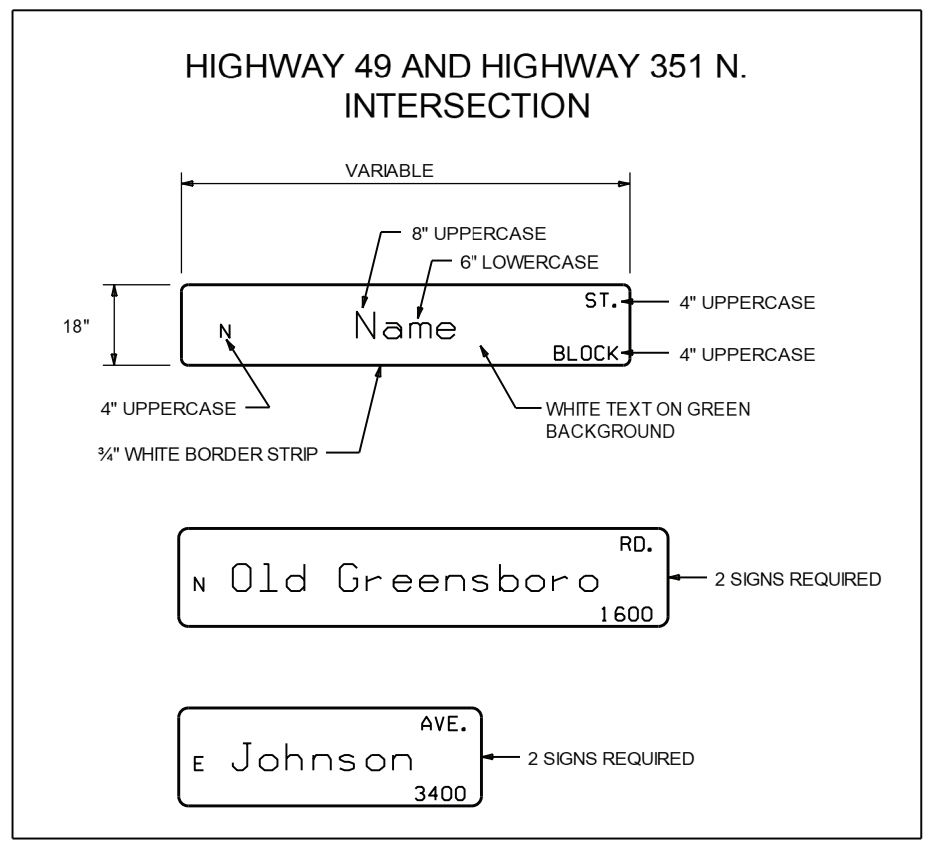 HIGHWAY 49 AND HIGHWAY 351 N.
INTERSECTION
VARIABLE
8" UPPERCASE
6" LOWERCASE
ST.
4" UPPERCASE
18"
N
Name
BLOCK
4" UPPERCASE
4" UPPERCASE
WHITE TEXT ON GREEN
BACKGROUND
¾" WHITE BORDER STRIP
RD.
N Old Greensboro
2 SIGNS REQUIRED
1600
AVE.
E Johnson
2 SIGNS REQUIRED
3400